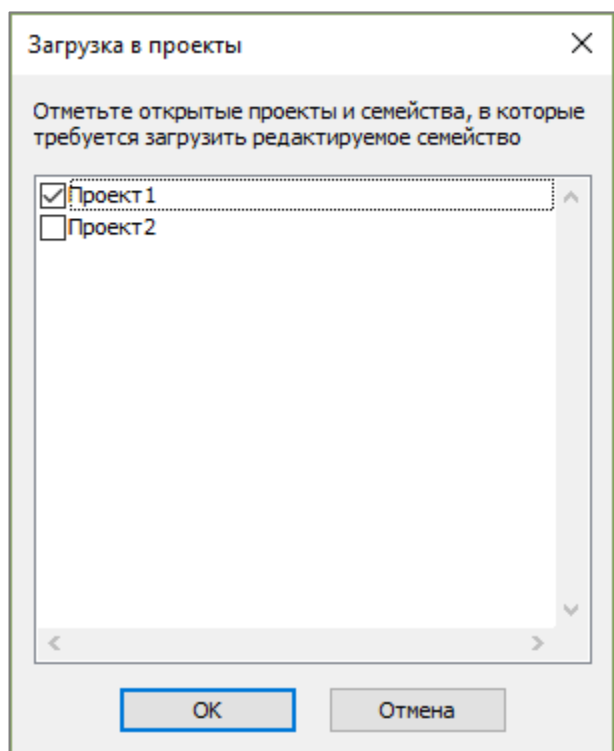 Загрузка в проекты
Отметьте открытые проекты и семейства, в которые
требуется загрузить редактируемое семейство
Проект1
Проект2
OK
Отмена